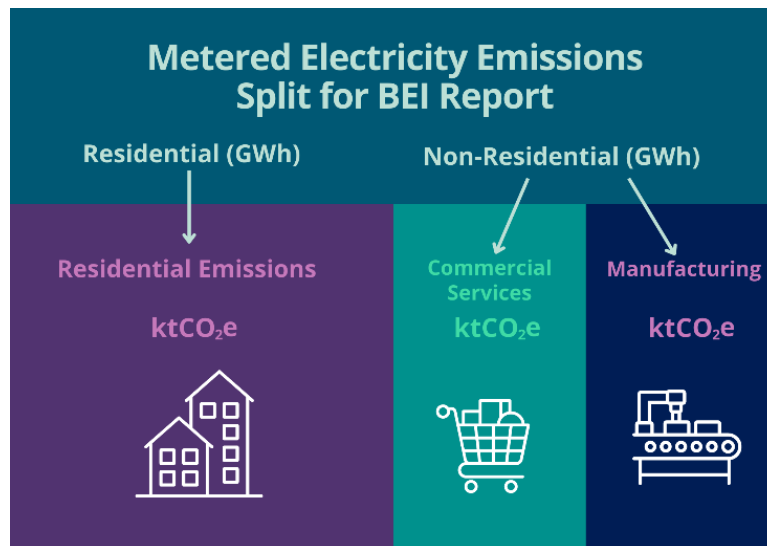 Metered Electricity Emissions
Split for BEI Report
Residential (GWh)
Non-Residential (GWh)
Residential Emissions
ktCO₂e
Commercial
Services
ktCO₂e
Manufacturing
ktCO₂e